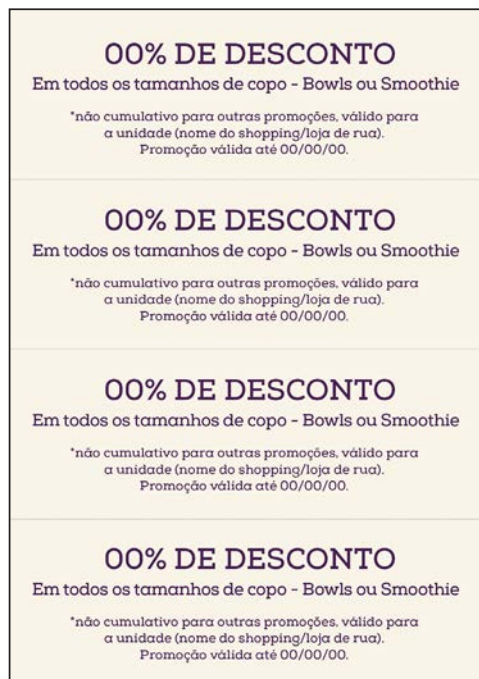 00% DE DESCONTO
Em todos os tamanhos de copo - Bowls ou Smoothie
*não cumulativo para outras promoções, válido para
a unidade (nome do shopping/loja de rua).
Promoção válida até 00/00/00.
00% DE DESCONTO
Em todos os tamanhos de copo - Bowls ou Smoothie
*não cumulativo para outras promoções, válido para
a unidade (nome do shopping/loja de rua).
Promoção válida até 00/00/00.
00% DE DESCONTO
Em todos os tamanhos de copo - Bowls ou Smoothie
*não cumulativo para outras promoções, válido para
a unidade (nome do shopping/loja de rua).
Promoção válida até 00/00/00.
00% DE DESCONTO
Em todos os tamanhos de copo - Bowls ou Smoothie
*não cumulativo para outras promoções, válido para
a unidade (nome do shopping/loja de rua).
Promoção válida até 00/00/00.